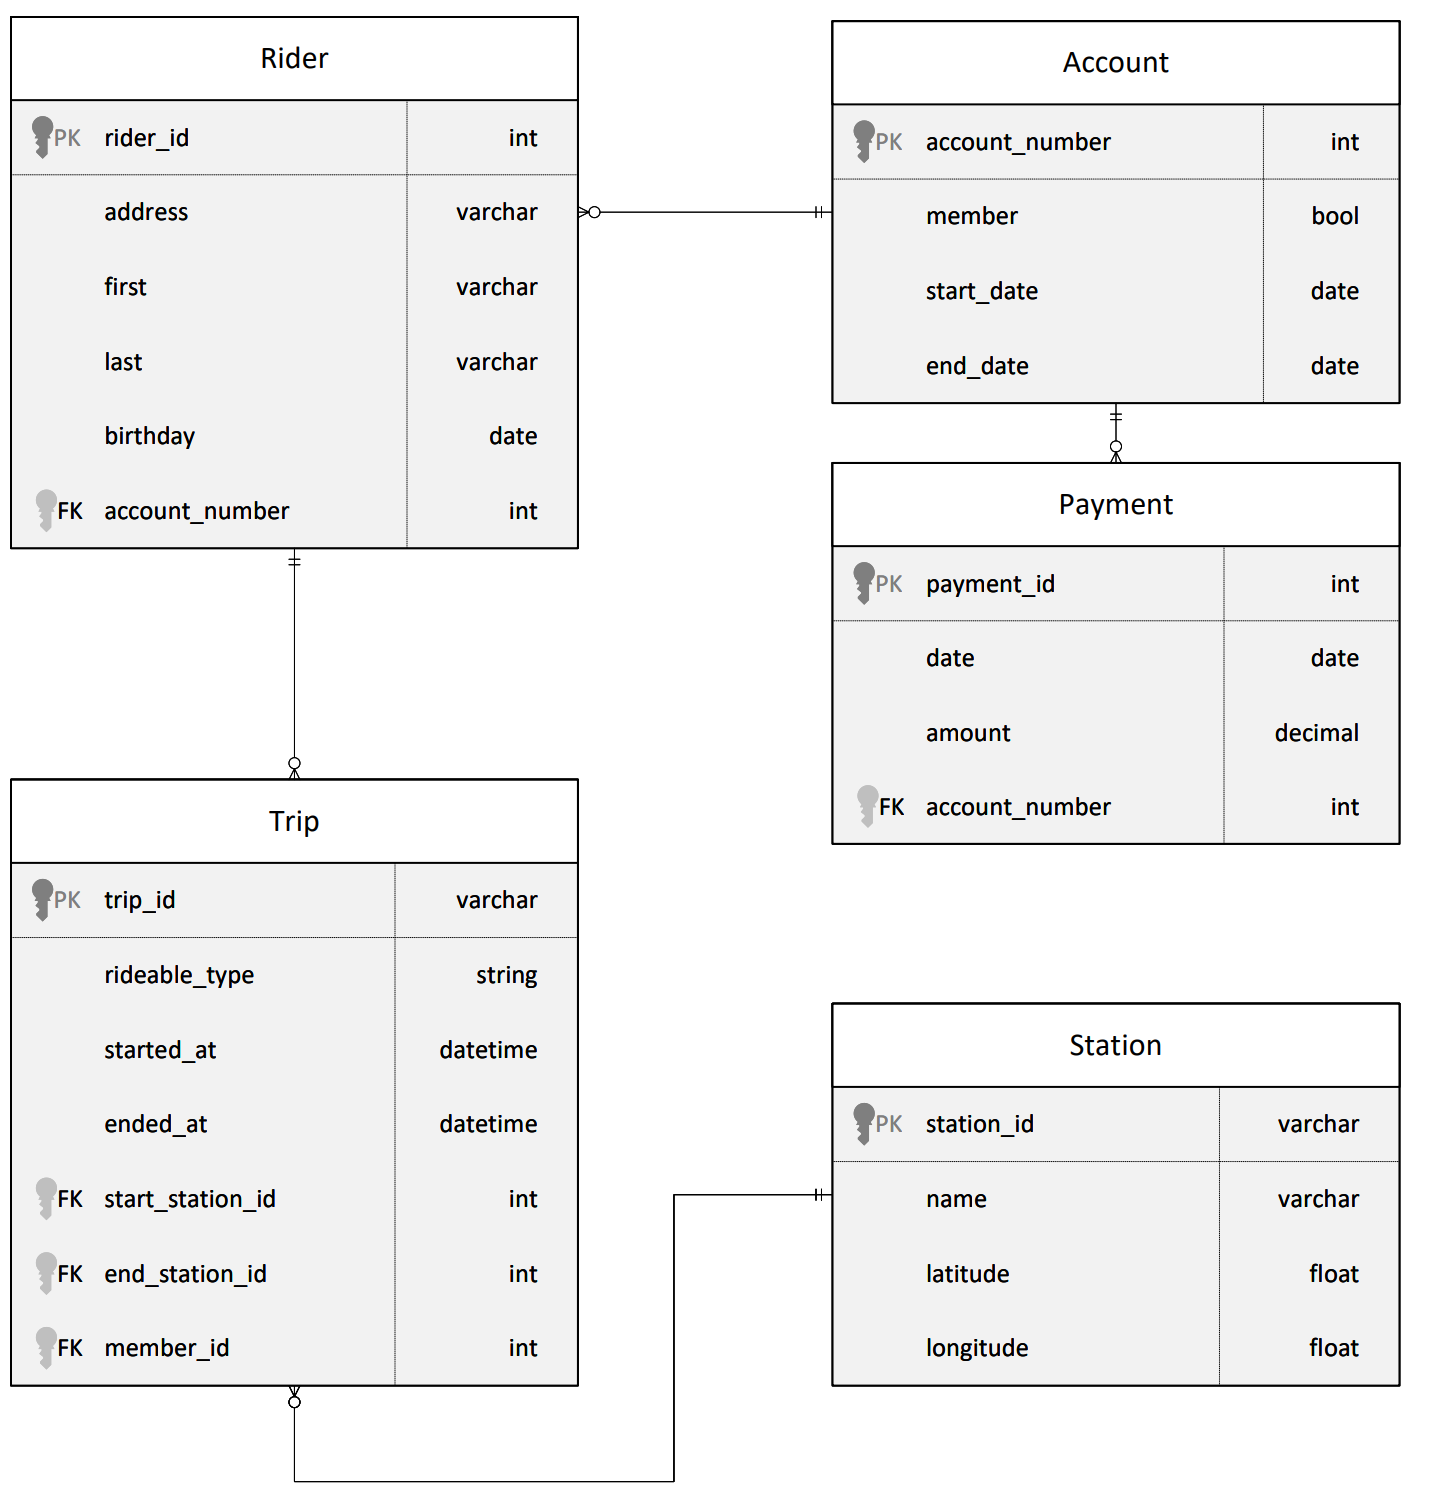 Rider
PK rider_id int
address varchar
first varchar
last varchar
birthday date
FK account_number int
Account
PK account_number int
member bool
start_date date
end_date date
Payment
PK payment_id int
date date
amount decimal
FK account_number int
Trip
PK trip_id varchar
rideable_type string
started_at datetime
ended_at datetime
FK start_station_id int
FK end_station_id int
FK member_id int
Station
PK station_id varchar
name varchar
latitude float
longitude float